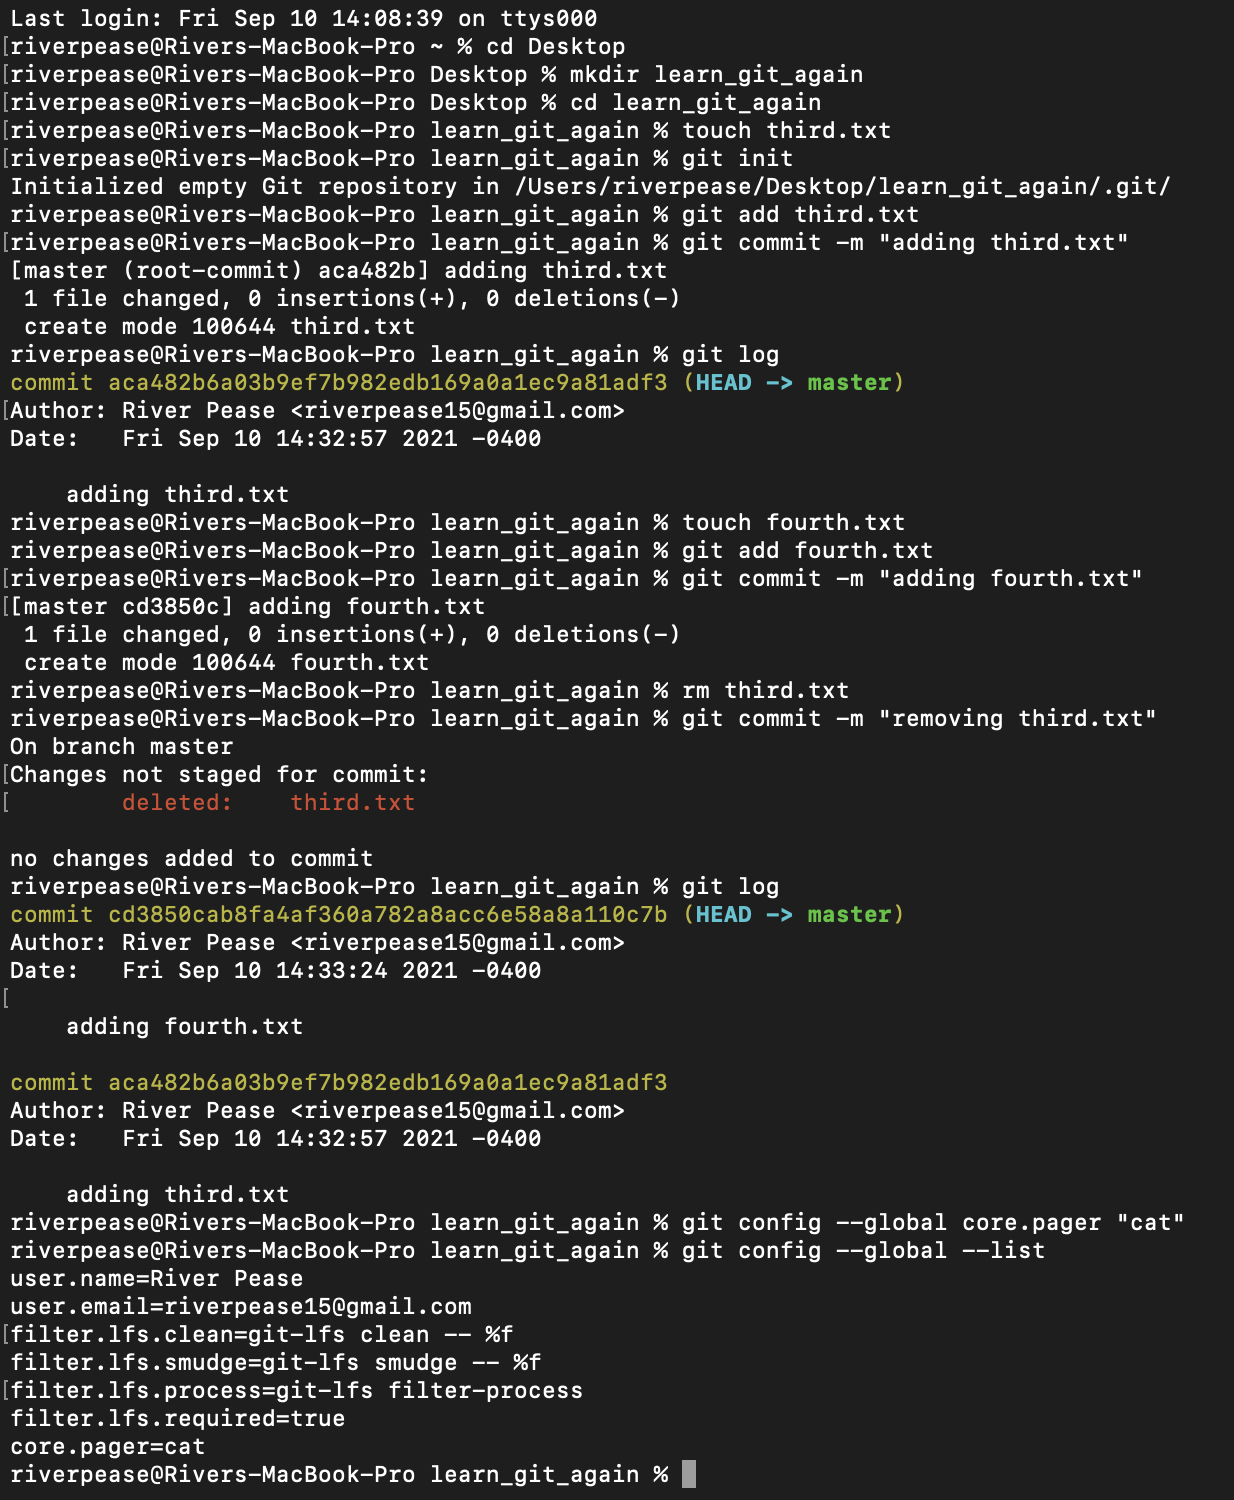 Last login: Fri Sep 10 14:08:39 on ttys000
[riverpease@Rivers-MacBook-Pro ~ % cd Desktop
[riverpease@Rivers-MacBook-Pro Desktop % mkdir learn_git_again
[riverpease@Rivers-MacBook-Pro Desktop % cd learn_git_again
[riverpease@Rivers-MacBook-Pro learn_git_again % touch third.txt
[riverpease@Rivers-MacBook-Pro learn_git_again % git init
Initialized empty Git repository in /Users/riverpease/Desktop/learn_git_again/.git/
riverpease@Rivers-MacBook-Pro learn_git_again % git add third.txt
[riverpease@Rivers-MacBook-Pro learn_git_again % git commit -m "adding third.txt"
[master (root-commit) aca482b] adding third.txt
 1 file changed, 0 insertions(+), 0 deletions(-)
 create mode 100644 third.txt
riverpease@Rivers-MacBook-Pro learn_git_again % git log
commit aca482b6a03b9ef7b982edb169a0a1ec9a81adf3 (HEAD -> master)
[Author: River Pease <riverpease15@gmail.com>
Date:   Fri Sep 10 14:32:57 2021 -0400

    adding third.txt
riverpease@Rivers-MacBook-Pro learn_git_again % touch fourth.txt
riverpease@Rivers-MacBook-Pro learn_git_again % git add fourth.txt
[riverpease@Rivers-MacBook-Pro learn_git_again % git commit -m "adding fourth.txt"
[[master cd3850c] adding fourth.txt
 1 file changed, 0 insertions(+), 0 deletions(-)
 create mode 100644 fourth.txt
riverpease@Rivers-MacBook-Pro learn_git_again % rm third.txt
riverpease@Rivers-MacBook-Pro learn_git_again % git commit -m "removing third.txt"
On branch master
[Changes not staged for commit:
[        deleted:    third.txt

no changes added to commit
riverpease@Rivers-MacBook-Pro learn_git_again % git log
commit cd3850cab8fa4af360a782a8acc6e58a8a110c7b (HEAD -> master)
Author: River Pease <riverpease15@gmail.com>
Date:   Fri Sep 10 14:33:24 2021 -0400
[
    adding fourth.txt

commit aca482b6a03b9ef7b982edb169a0a1ec9a81adf3
Author: River Pease <riverpease15@gmail.com>
Date:   Fri Sep 10 14:32:57 2021 -0400

    adding third.txt
riverpease@Rivers-MacBook-Pro learn_git_again % git config --global core.pager "cat"
riverpease@Rivers-MacBook-Pro learn_git_again % git config --global --list
user.name=River Pease
user.email=riverpease15@gmail.com
[filter.lfs.clean=git-lfs clean -- %f
filter.lfs.smudge=git-lfs smudge -- %f
[filter.lfs.process=git-lfs filter-process
filter.lfs.required=true
core.pager=cat
riverpease@Rivers-MacBook-Pro learn_git_again %